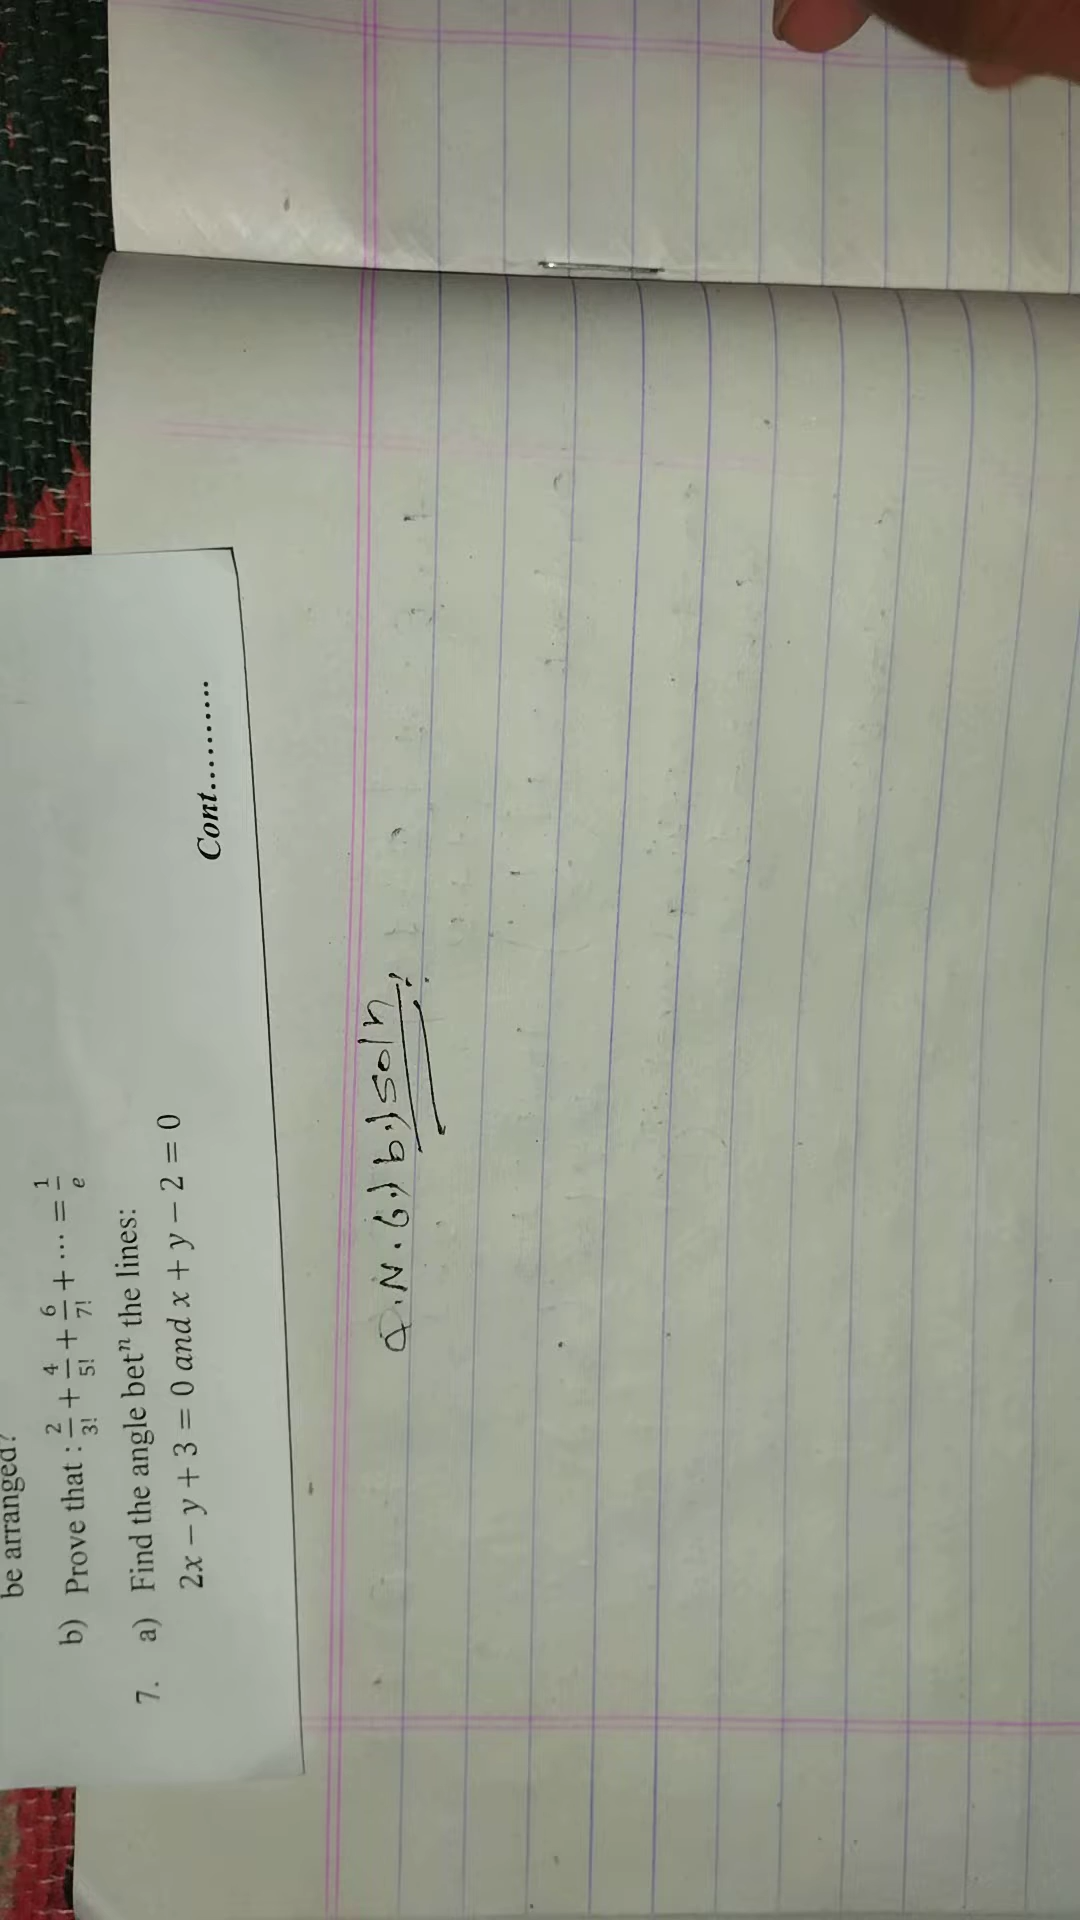 be arranged?
b) Prove that : 2/3! + 4/5! + 6/7! + ... = 1/e
7. a) Find the angle betⁿ the lines:
2x − y + 3 = 0 and x + y − 2 = 0
Cont...........
Q.N. 6.) b.) soln: